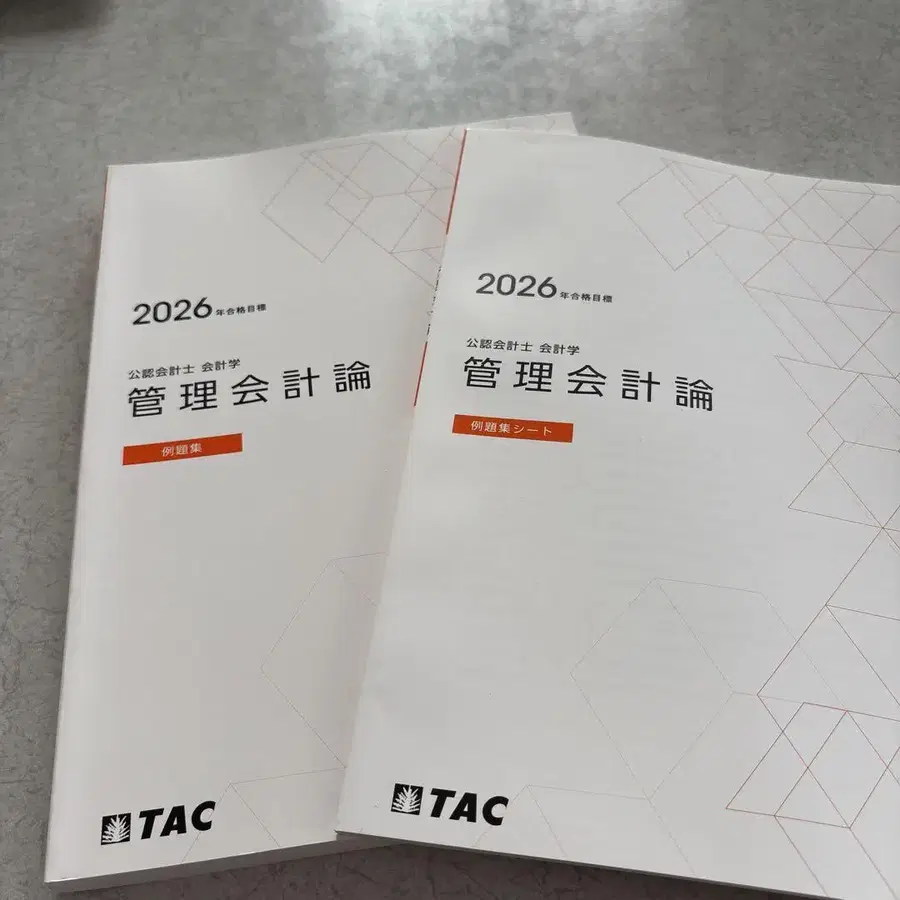 2026年合格目標
公認会計士 会計学
管理会計論
例題集
TAC
2026年合格目標
公認会計士 会計学
管理会計論
例題集シート
TAC